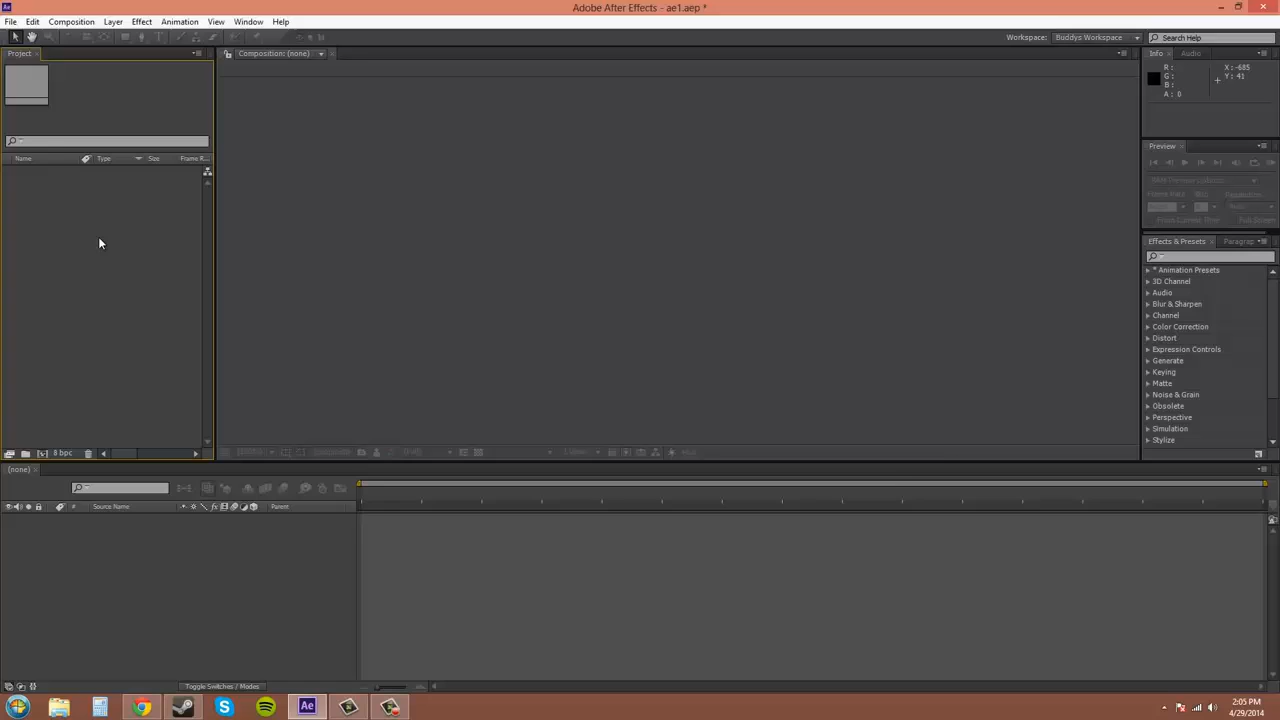 Adobe After Effects - ae1.aep *
File Edit Composition Layer Effect Animation View Window Help
Workspace: Buddys Workspace Search Help
Project Composition: (none) Info Audio
R:
G:
B:
A: 0
X: -685
Y: 41
Name Type Size Frame R...
Preview
Effects & Presets Paragrap
* Animation Presets
3D Channel
Audio
Blur & Sharpen
Channel
Color Correction
Distort
Expression Controls
Generate
Keying
Matte
Noise & Grain
Obsolete
Perspective
Simulation
Stylize
8 bpc
(none)
# Source Name Parent
Toggle Switches / Modes
Ae
2:05 PM
4/29/2014